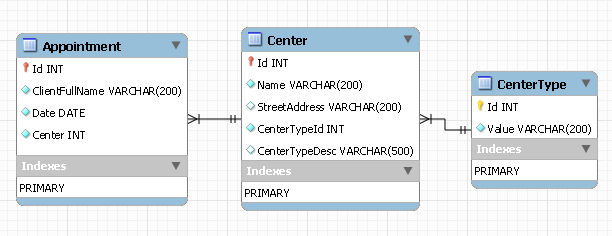 Appointment
Id INT
ClientFullName VARCHAR(200)
Date DATE
Center INT
Indexes
PRIMARY
Center
Id INT
Name VARCHAR(200)
StreetAddress VARCHAR(200)
CenterTypeId INT
CenterTypeDesc VARCHAR(500)
Indexes
PRIMARY
CenterType
Id INT
Value VARCHAR(200)
Indexes
PRIMARY